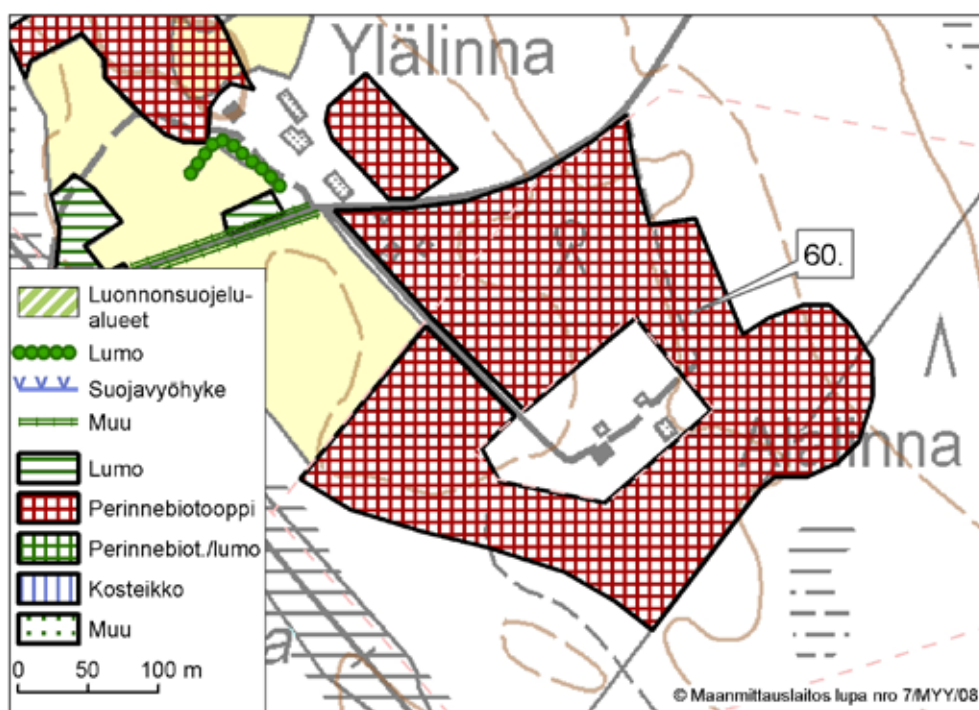 Ylälinna
60.
Alalinna
a
Luonnonsuojelu-
alueet
Lumo
Suojavyöhyke
Muu
Lumo
Perinnebiotooppi
Perinnebiot./lumo
Kosteikko
Muu
0 50 100 m
© Maanmittauslaitos lupa nro 7/MYY/08